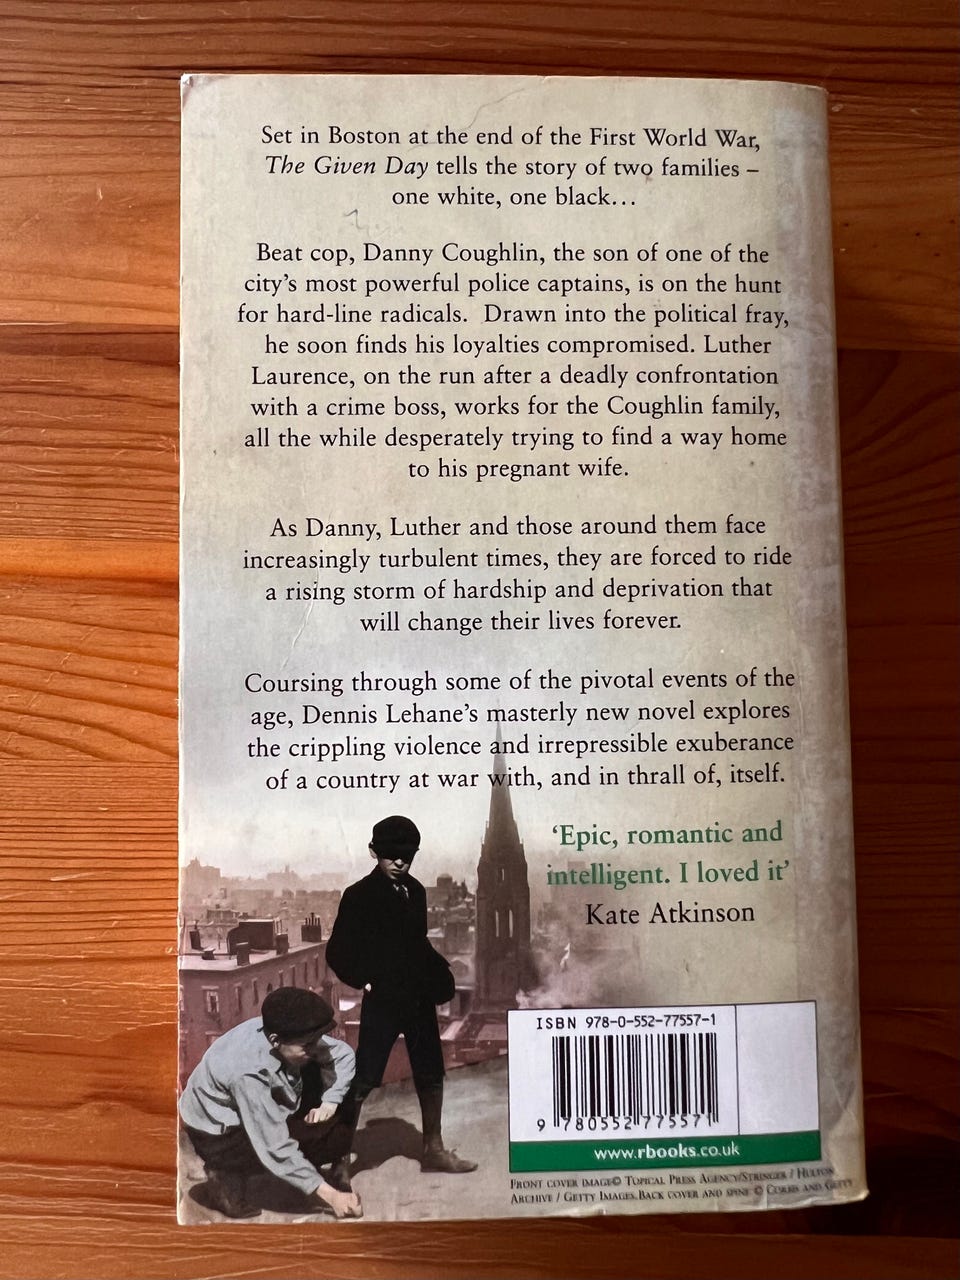 Set in Boston at the end of the First World War,
The Given Day tells the story of two families –
one white, one black...
Beat cop, Danny Coughlin, the son of one of the
city's most powerful police captains, is on the hunt
for hard-line radicals. Drawn into the political fray,
he soon finds his loyalties compromised. Luther
Laurence, on the run after a deadly confrontation
with a crime boss, works for the Coughlin family,
all the while desperately trying to find a way home
to his pregnant wife.
As Danny, Luther and those around them face
increasingly turbulent times, they are forced to ride
a rising storm of hardship and deprivation that
will change their lives forever.
Coursing through some of the pivotal events of the
age, Dennis Lehane's masterly new novel explores
the crippling violence and irrepressible exuberance
of a country at war with, and in thrall of, itself.
'Epic, romantic and
intelligent. I loved it'
Kate Atkinson
ISBN 978-0-552-77557-1
9 780552 775571
www.rbooks.co.uk
Front cover image© Topical Press Agency/Stringer / Hulton
Archive / Getty Images. Back cover and spine © Corbis and Getty